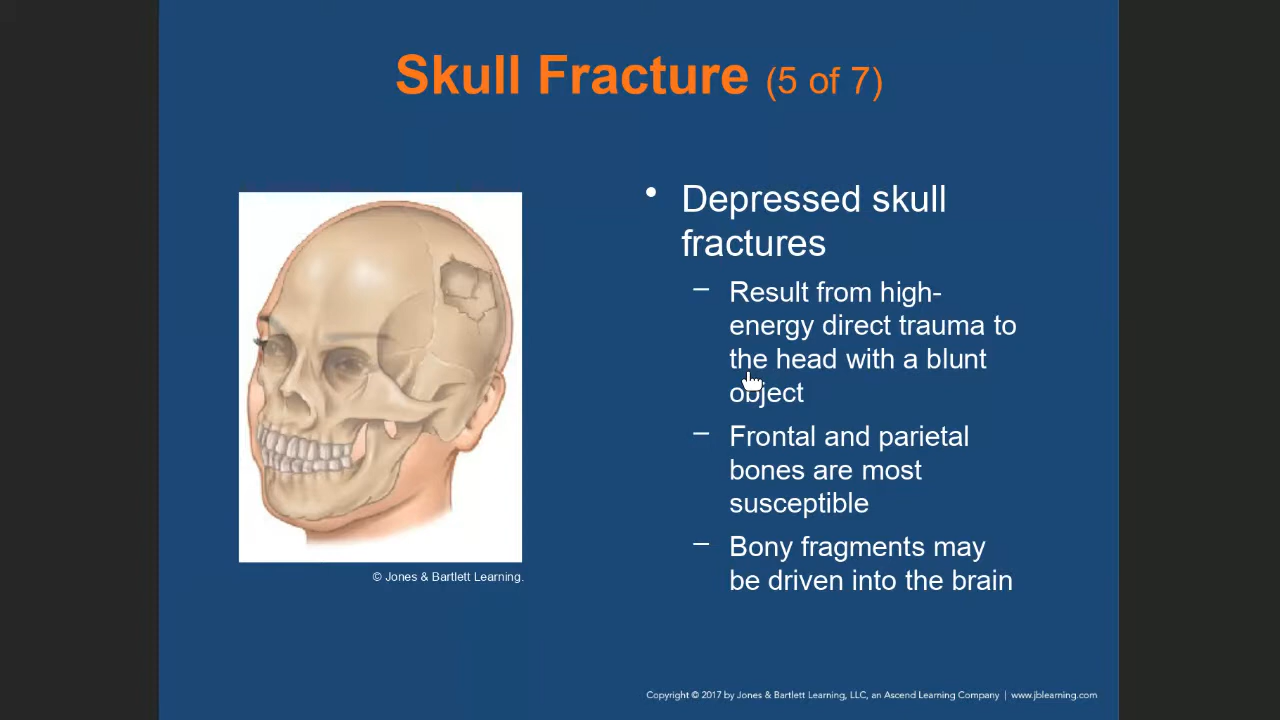 Skull Fracture (5 of 7)
• Depressed skull
fractures
– Result from high-
energy direct trauma to
the head with a blunt
object
– Frontal and parietal
bones are most
susceptible
– Bony fragments may
be driven into the brain
© Jones & Bartlett Learning.
Copyright © 2017 by Jones & Bartlett Learning, LLC, an Ascend Learning Company | www.jblearning.com